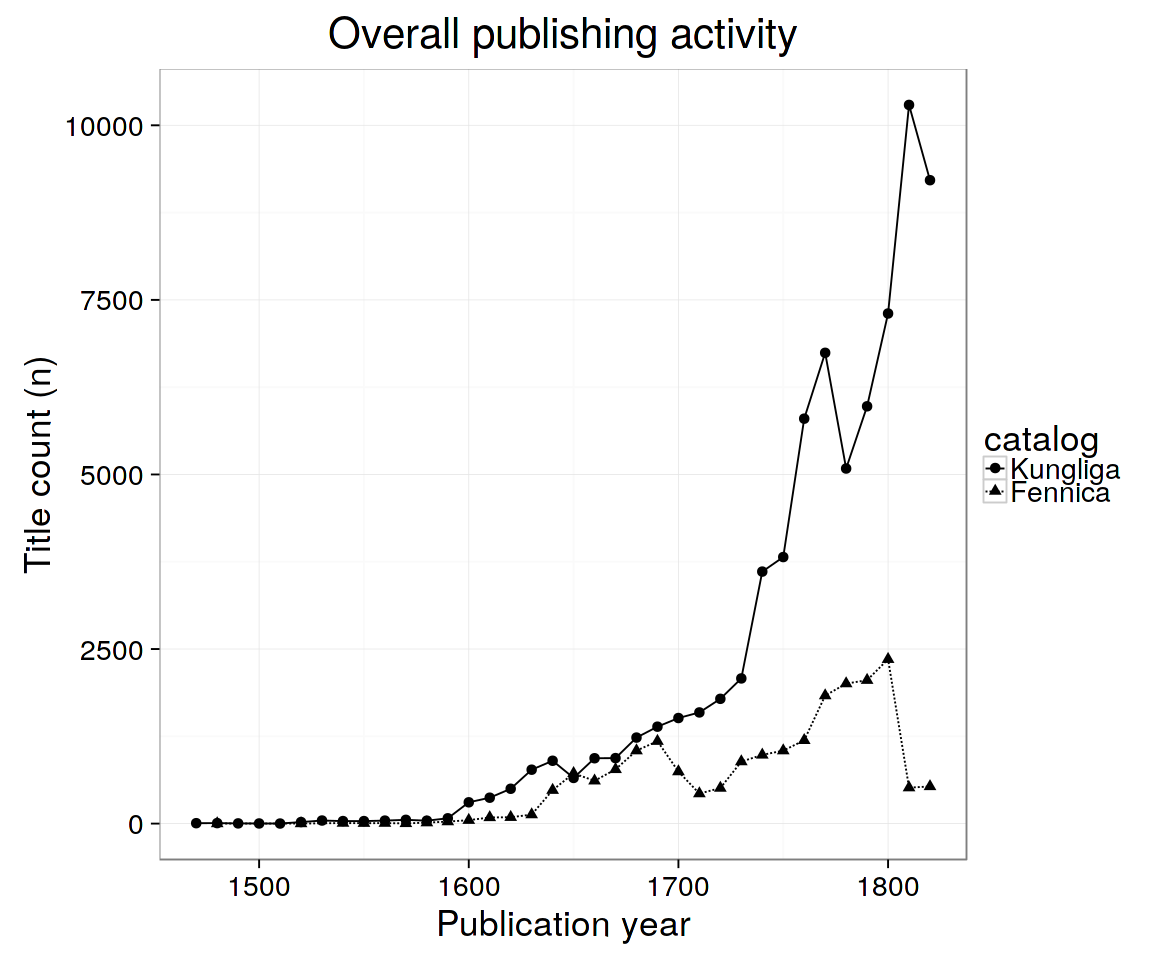 Overall publishing activity
10000
7500
5000
2500
0
Title count (n)
1500 1600 1700 1800
Publication year
catalog
Kungliga
Fennica